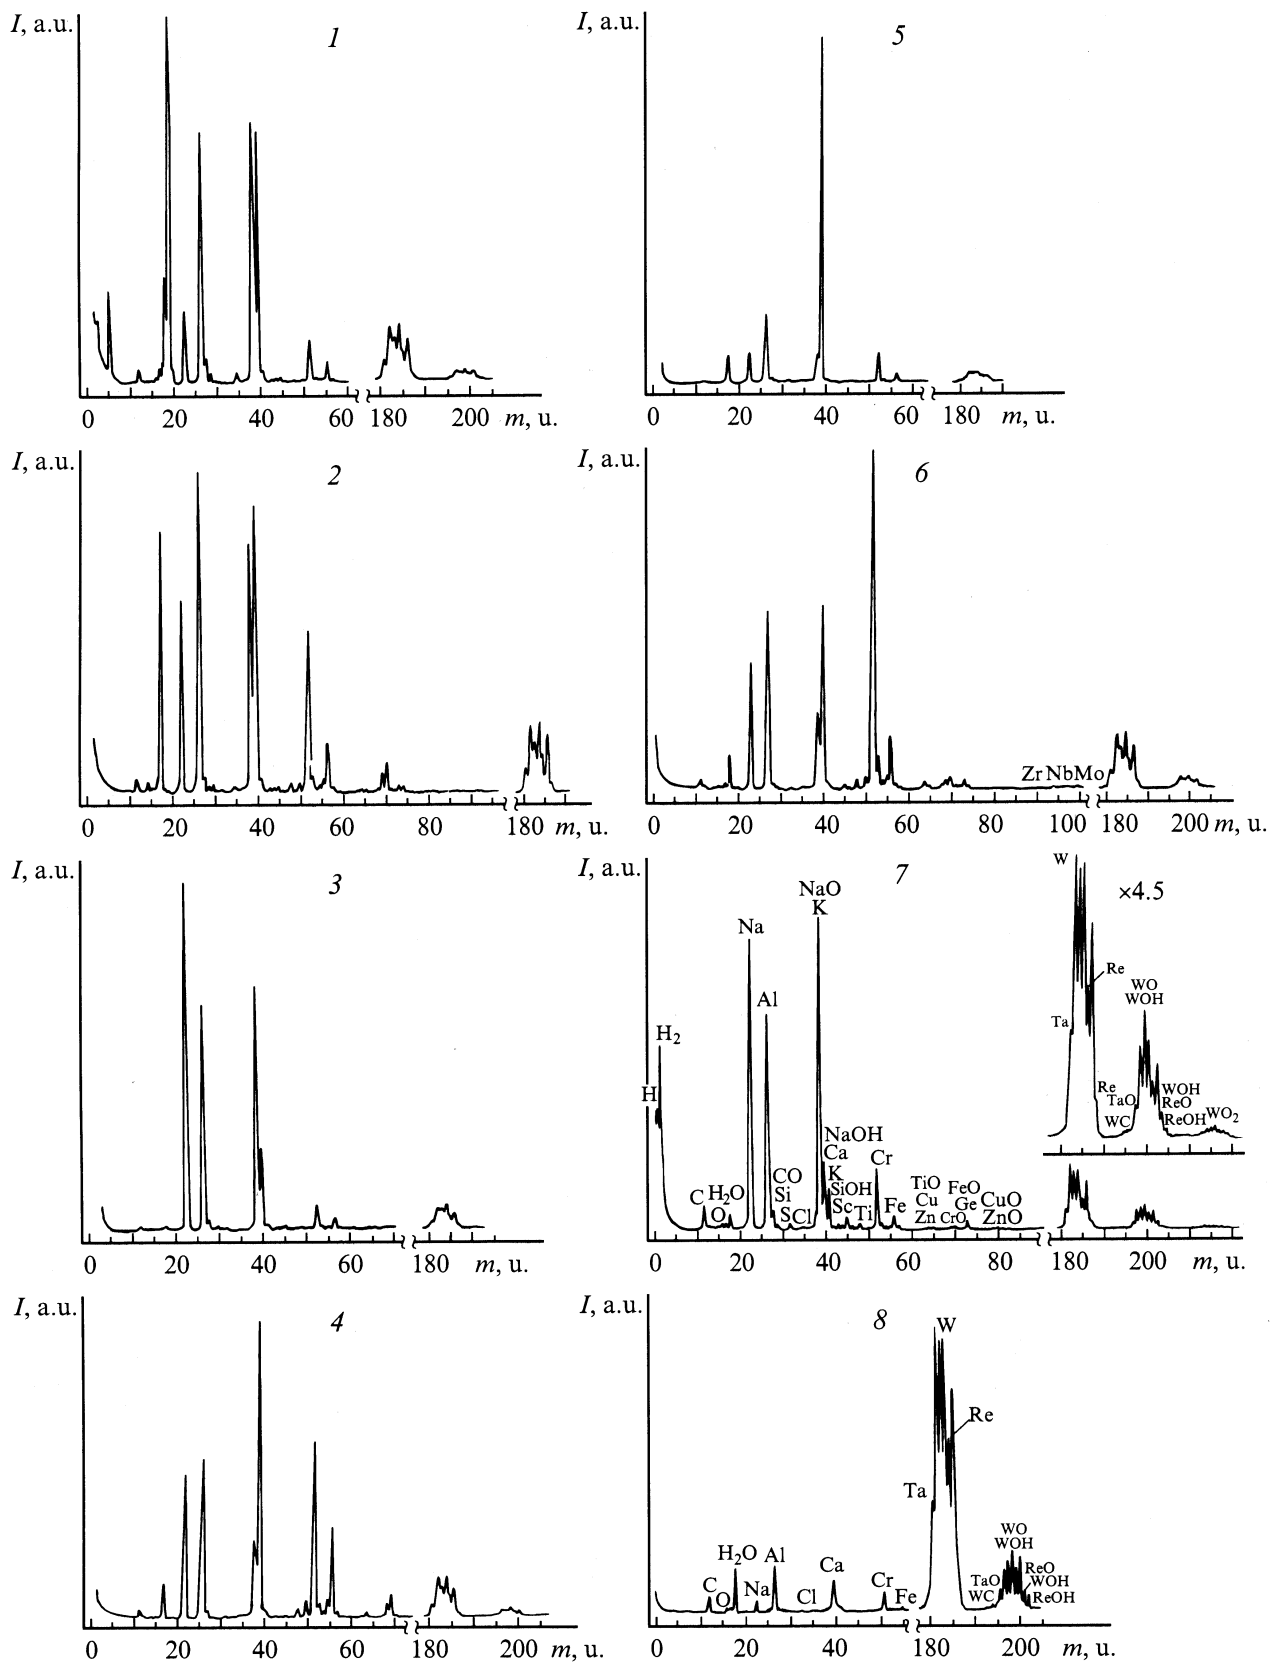 I, a.u.
1
0 20 40 60 180 200 m, u.
I, a.u.
5
0 20 40 60 180 m, u.
I, a.u.
2
0 20 40 60 80 180 m, u.
I, a.u.
6
Zr Nb Mo
0 20 40 60 80 100 180 200 m, u.
I, a.u.
3
0 20 40 60 180 m, u.
I, a.u.
7
×4.5
W
Re
Ta
WO
WOH
Re
TaO
WC
WOH
ReO
ReOH
WO2
H
H2
Na
Al
NaO
K
C
H2O
O
CO
Si
S
Cl
NaOH
Ca
K
SiOH
Sc
Ti
Cr
Fe
TiO
Cu
Zn
FeO
Ge
CrO
CuO
ZnO
0 20 40 60 80 180 200 m, u.
I, a.u.
4
0 20 40 60 180 200 m, u.
I, a.u.
8
W
Re
Ta
C
O
H2O
Na
Al
Cl
Ca
Cr
Fe
WO
WOH
TaO
WC
ReO
WOH
ReOH
0 20 40 60 180 200 m, u.